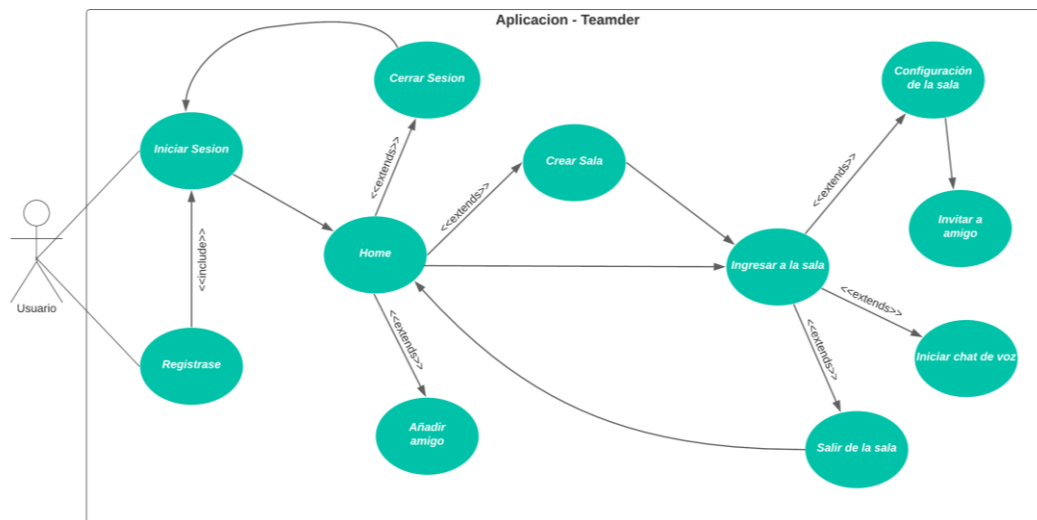 Aplicacion - Teamder
Cerrar Sesion
Configuración
de la sala
Iniciar Sesion
<<extends>>
Crear Sala
<<extends>>
<<extends>>
Invitar a
amigo
<<include>>
Home
Ingresar a la sala
Usuario
<<extends>>
<<extends>>
<<extends>>
Registrase
Iniciar chat de voz
Añadir
amigo
Salir de la sala